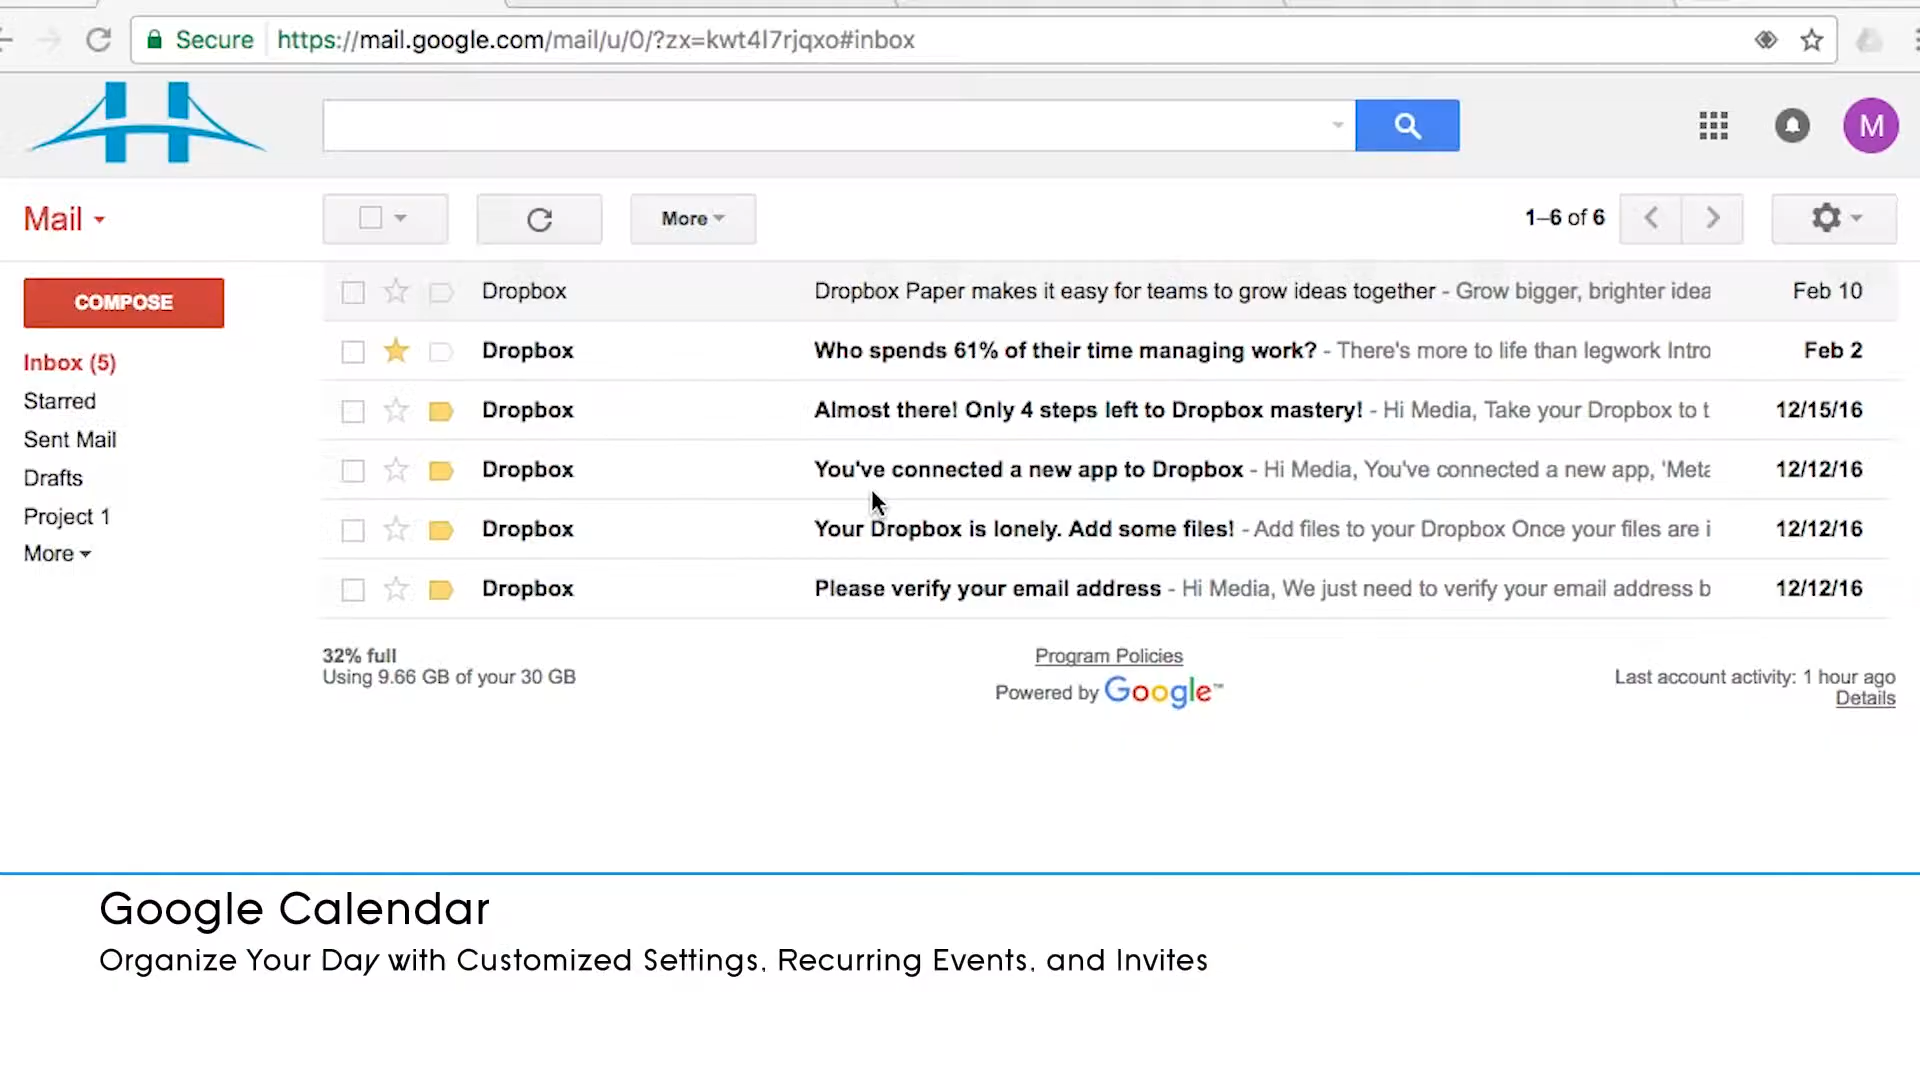 Secure https://mail.google.com/mail/u/0/?zx=kwt4l7rjqxo#inbox
M
Mail More 1–6 of 6
COMPOSE
Inbox (5)
Starred
Sent Mail
Drafts
Project 1
More
Dropbox Dropbox Paper makes it easy for teams to grow ideas together - Grow bigger, brighter idea Feb 10
Dropbox Who spends 61% of their time managing work? - There's more to life than legwork Intro Feb 2
Dropbox Almost there! Only 4 steps left to Dropbox mastery! - Hi Media, Take your Dropbox to t 12/15/16
Dropbox You've connected a new app to Dropbox - Hi Media, You've connected a new app, 'Meta 12/12/16
Dropbox Your Dropbox is lonely. Add some files! - Add files to your Dropbox Once your files are i 12/12/16
Dropbox Please verify your email address - Hi Media, We just need to verify your email address b 12/12/16
32% full
Using 9.66 GB of your 30 GB
Program Policies
Powered by Google™
Last account activity: 1 hour ago
Details
Google Calendar
Organize Your Day with Customized Settings, Recurring Events, and Invites